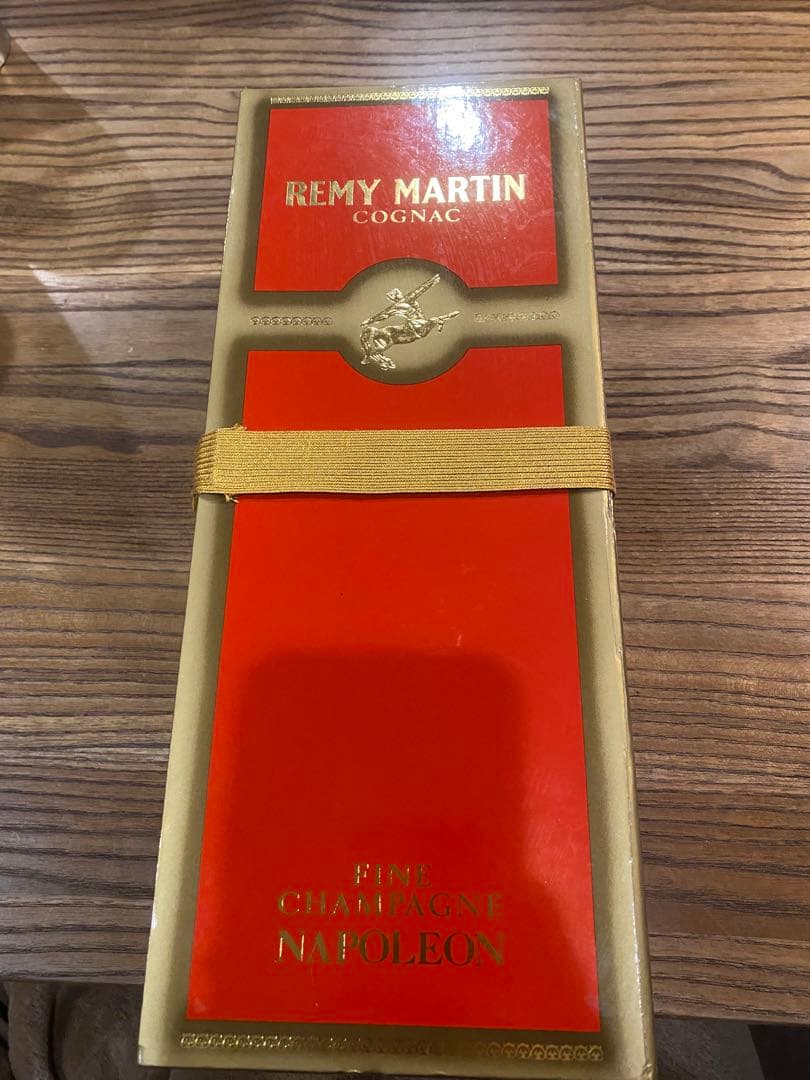 REMY MARTIN
COGNAC
FINE
CHAMPAGNE
NAPOLEON